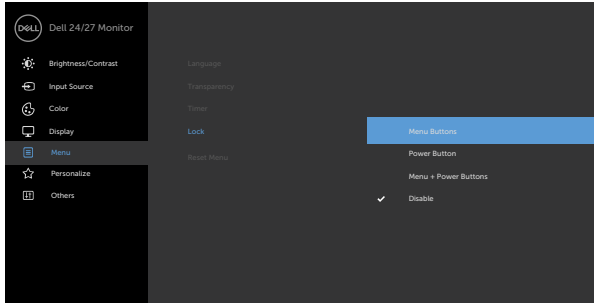 DELL Dell 24/27 Monitor
Brightness/Contrast
Input Source
Color
Display
Menu
Personalize
Others
Language
Transparency
Timer
Lock
Reset Menu
Menu Buttons
Power Button
Menu + Power Buttons
Disable